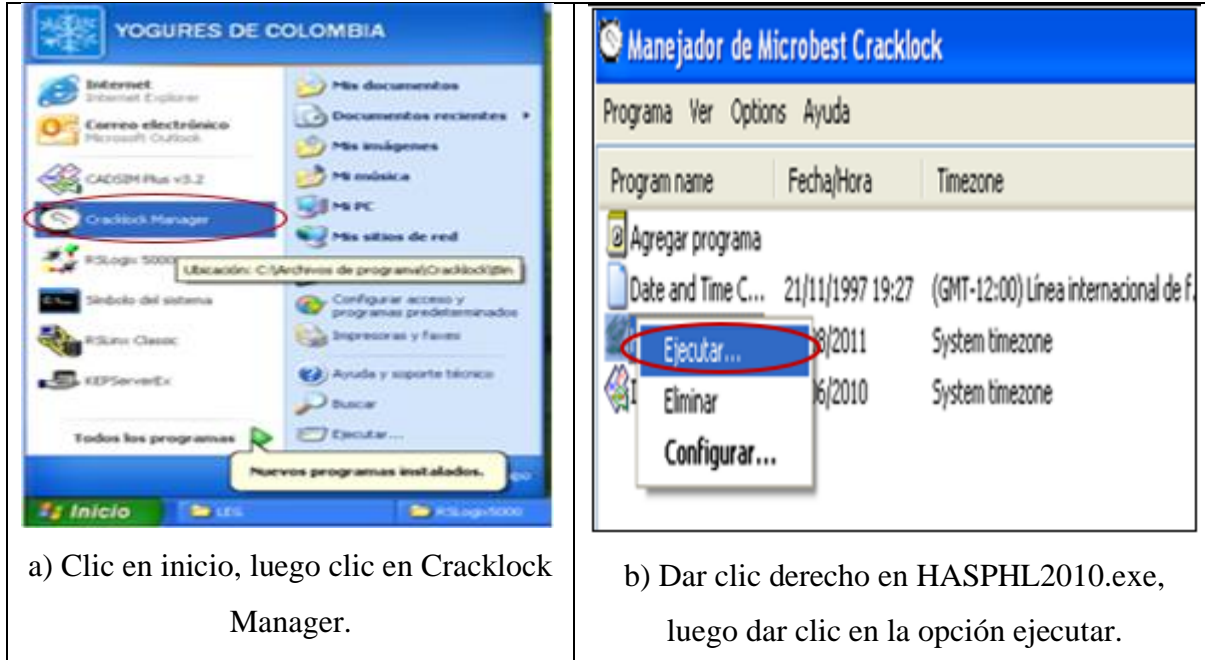 YOGURES DE COLOMBIA
Internet
Internet Explorer
Correo electrónico
Microsoft Outlook
CADSIM Plus v3.2
Cracklock Manager
RSLogix 5000
Símbolo del sistema
RSLinx Classic
KEPServerEx
Todos los programas
Mis documentos
Documentos recientes
Mis imágenes
Mi música
Mi PC
Mis sitios de red
Ubicación: C:\Archivos de programa\Cracklock\Bin
Configurar acceso y
programas predeterminados
Impresoras y faxes
Ayuda y soporte técnico
Buscar
Ejecutar...
Nuevos programas instalados.
Inicio
RSLogix5000
a) Clic en inicio, luego clic en Cracklock
Manager.
Manejador de Microbest Cracklock
Programa Ver Options Ayuda
Program name Fecha/Hora Timezone
Agregar programa
Date and Time C... 21/11/1997 19:27 (GMT-12:00) Línea internacional de f.
Ejecutar... 8/2011 System timezone
Eliminar 06/2010 System timezone
Configurar...
b) Dar clic derecho en HASPHL2010.exe,
luego dar clic en la opción ejecutar.